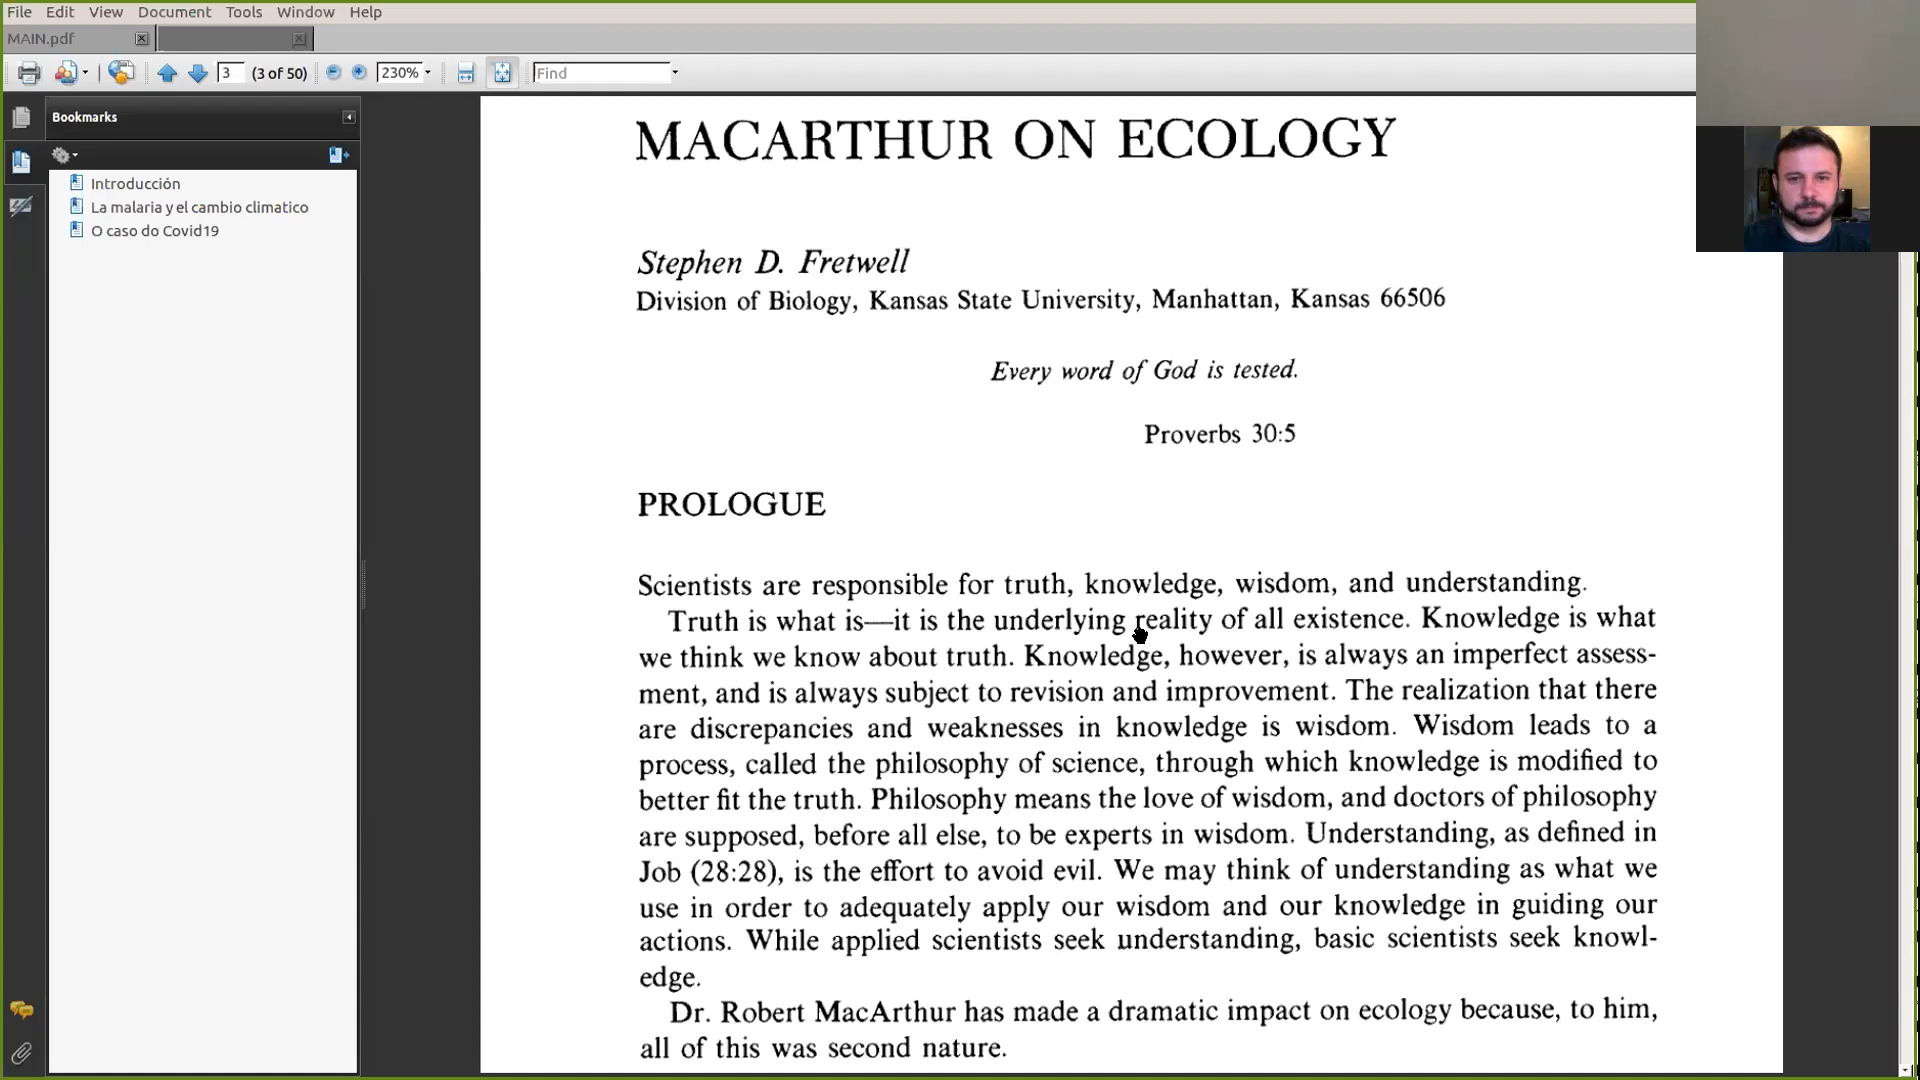 File Edit View Document Tools Window Help
MAIN.pdf
3 (3 of 50) 230% Find
Bookmarks
Introducción
La malaria y el cambio climatico
O caso do Covid19
MACARTHUR ON ECOLOGY
Stephen D. Fretwell
Division of Biology, Kansas State University, Manhattan, Kansas 66506
Every word of God is tested.
Proverbs 30:5
PROLOGUE
Scientists are responsible for truth, knowledge, wisdom, and understanding.
Truth is what is—it is the underlying reality of all existence. Knowledge is what
we think we know about truth. Knowledge, however, is always an imperfect assess-
ment, and is always subject to revision and improvement. The realization that there
are discrepancies and weaknesses in knowledge is wisdom. Wisdom leads to a
process, called the philosophy of science, through which knowledge is modified to
better fit the truth. Philosophy means the love of wisdom, and doctors of philosophy
are supposed, before all else, to be experts in wisdom. Understanding, as defined in
Job (28:28), is the effort to avoid evil. We may think of understanding as what we
use in order to adequately apply our wisdom and our knowledge in guiding our
actions. While applied scientists seek understanding, basic scientists seek knowl-
edge.
Dr. Robert MacArthur has made a dramatic impact on ecology because, to him,
all of this was second nature.